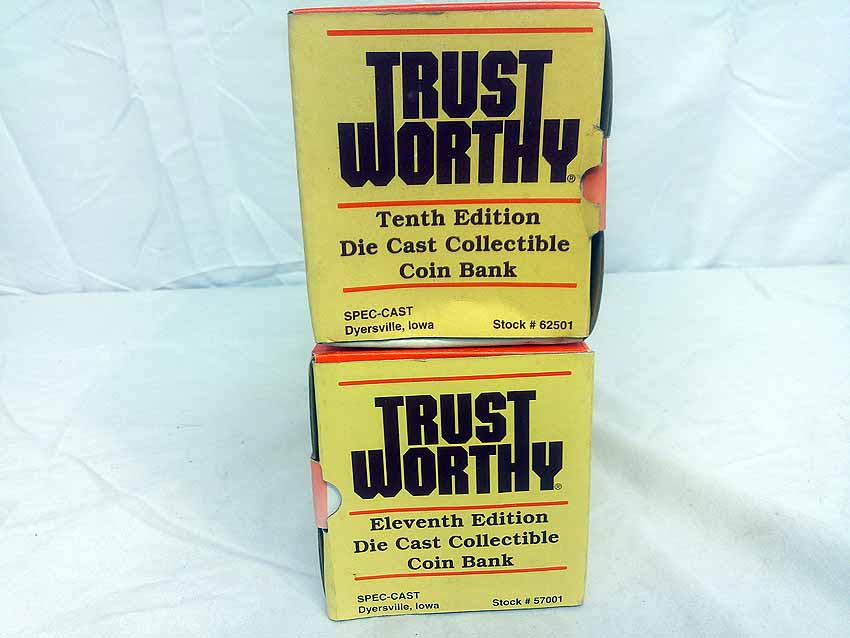 TRUST
WORTHY®
Tenth Edition
Die Cast Collectible
Coin Bank
SPEC-CAST
Dyersville, Iowa Stock # 62501
TRUST
WORTHY®
Eleventh Edition
Die Cast Collectible
Coin Bank
SPEC-CAST
Dyersville, Iowa Stock # 57001